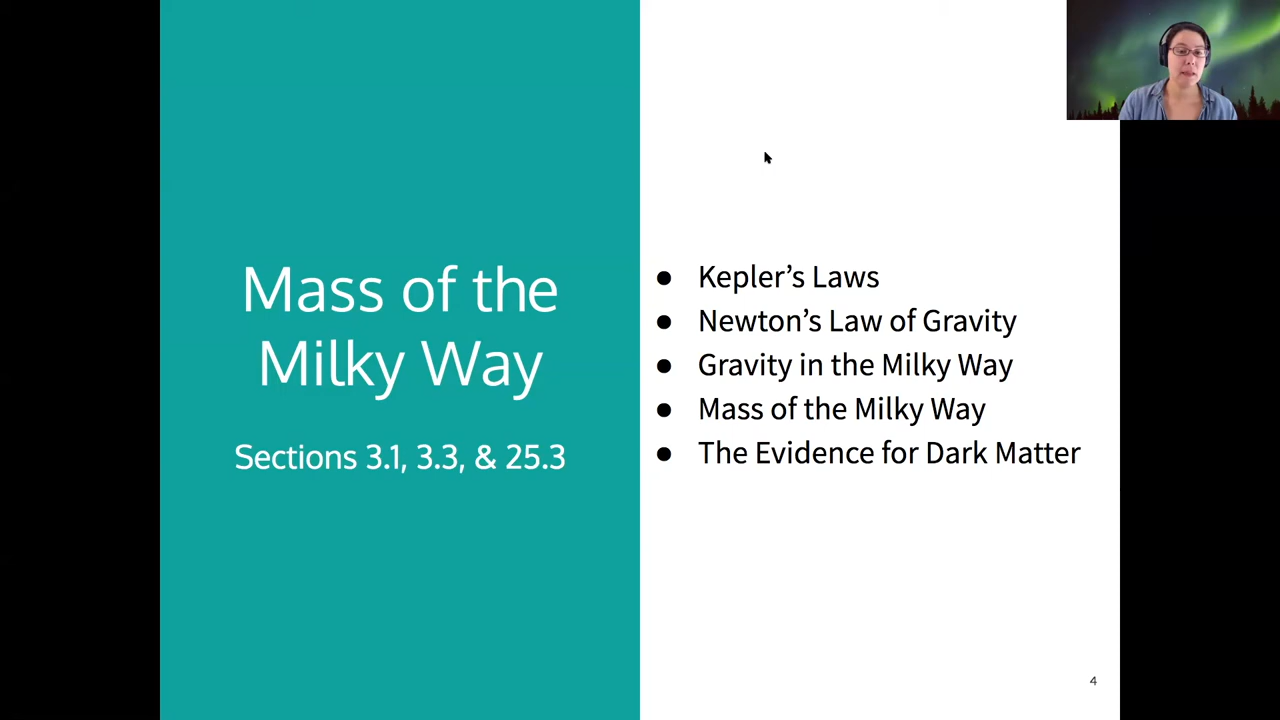 Mass of the
Milky Way
Sections 3.1, 3.3, & 25.3
● Kepler’s Laws
● Newton’s Law of Gravity
● Gravity in the Milky Way
● Mass of the Milky Way
● The Evidence for Dark Matter
4